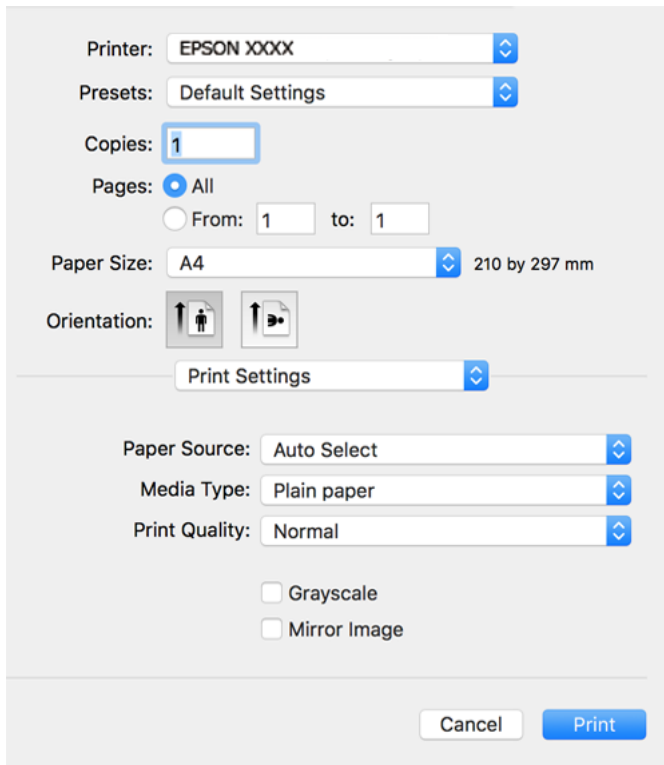 Printer: EPSON XXXX
Presets: Default Settings
Copies: 1
Pages: All
From: 1 to: 1
Paper Size: A4 210 by 297 mm
Orientation:
Print Settings
Paper Source: Auto Select
Media Type: Plain paper
Print Quality: Normal
Grayscale
Mirror Image
Cancel Print